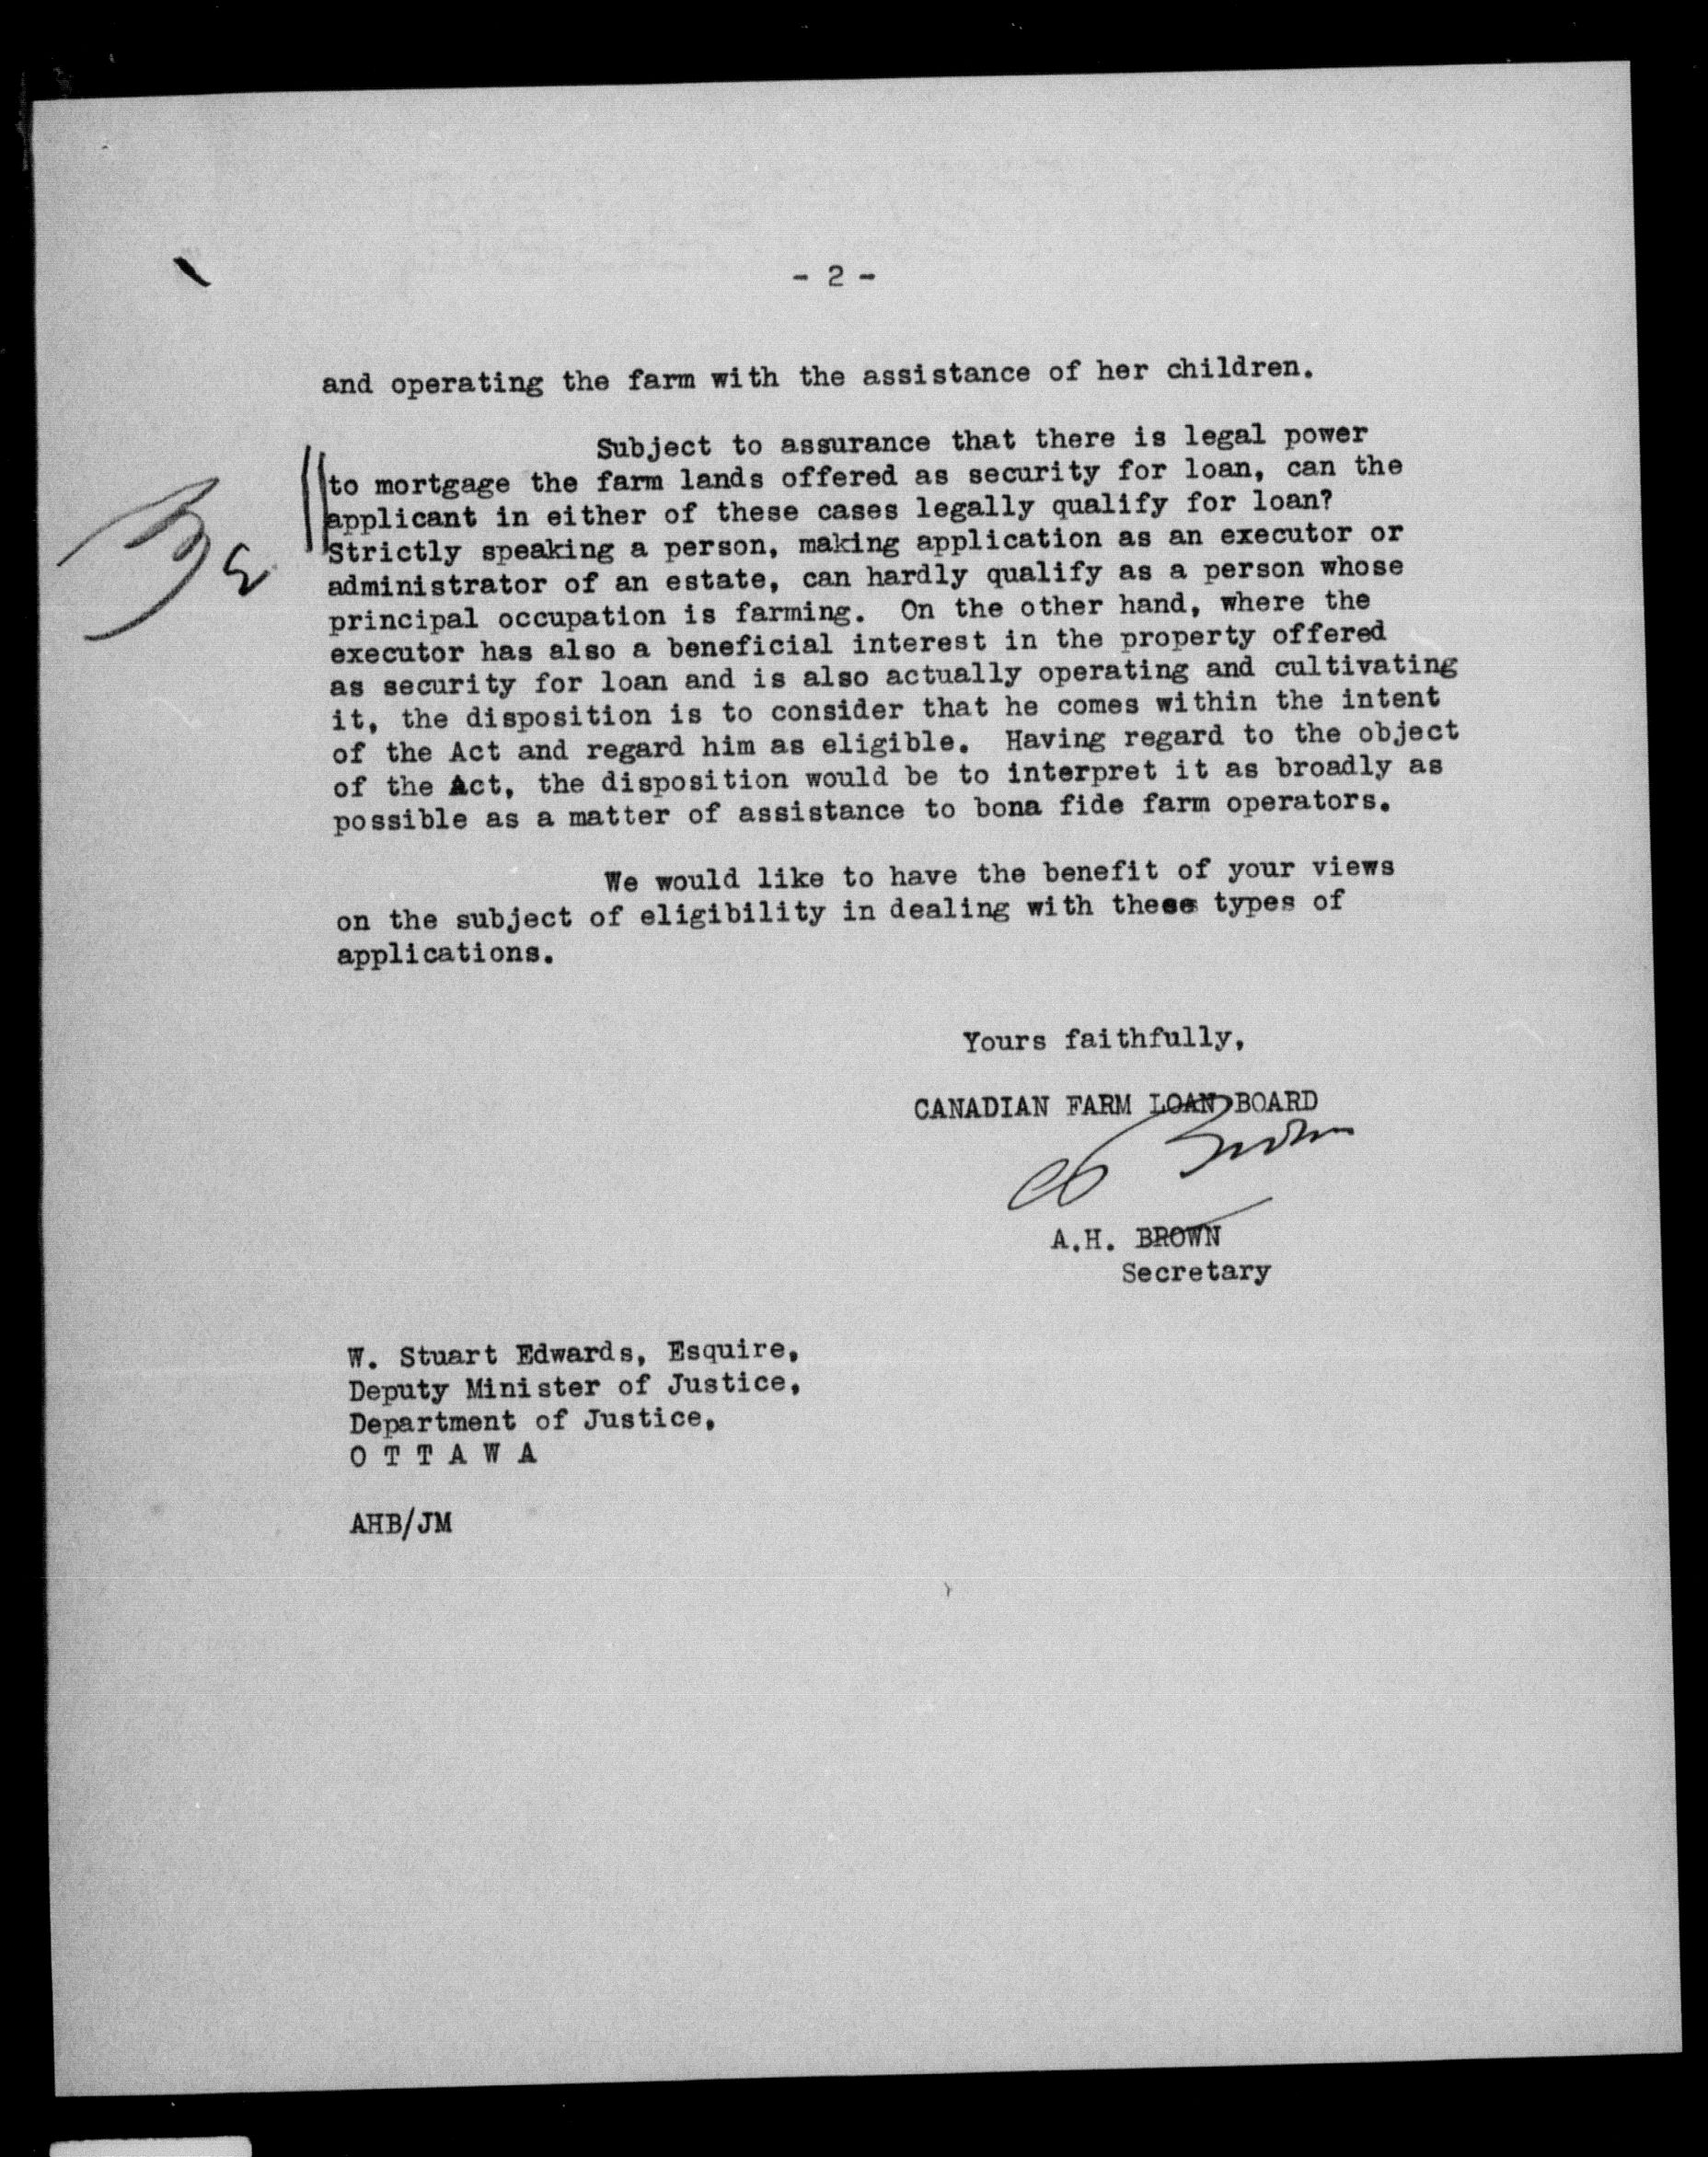 - 2 -
and operating the farm with the assistance of her children.
Subject to assurance that there is legal power
to mortgage the farm lands offered as security for loan, can the
applicant in either of these cases legally qualify for loan?
Strictly speaking a person, making application as an executor or
administrator of an estate, can hardly qualify as a person whose
principal occupation is farming. On the other hand, where the
executor has also a beneficial interest in the property offered
as security for loan and is also actually operating and cultivating
it, the disposition is to consider that he comes within the intent
of the Act and regard him as eligible. Having regard to the object
of the Act, the disposition would be to interpret it as broadly as
possible as a matter of assistance to bona fide farm operators.
We would like to have the benefit of your views
on the subject of eligibility in dealing with these types of
applications.
Yours faithfully,
CANADIAN FARM LOAN BOARD
Brown
A.H. BROWN
Secretary
W. Stuart Edwards, Esquire,
Deputy Minister of Justice,
Department of Justice,
O T T A W A
AHB/JM